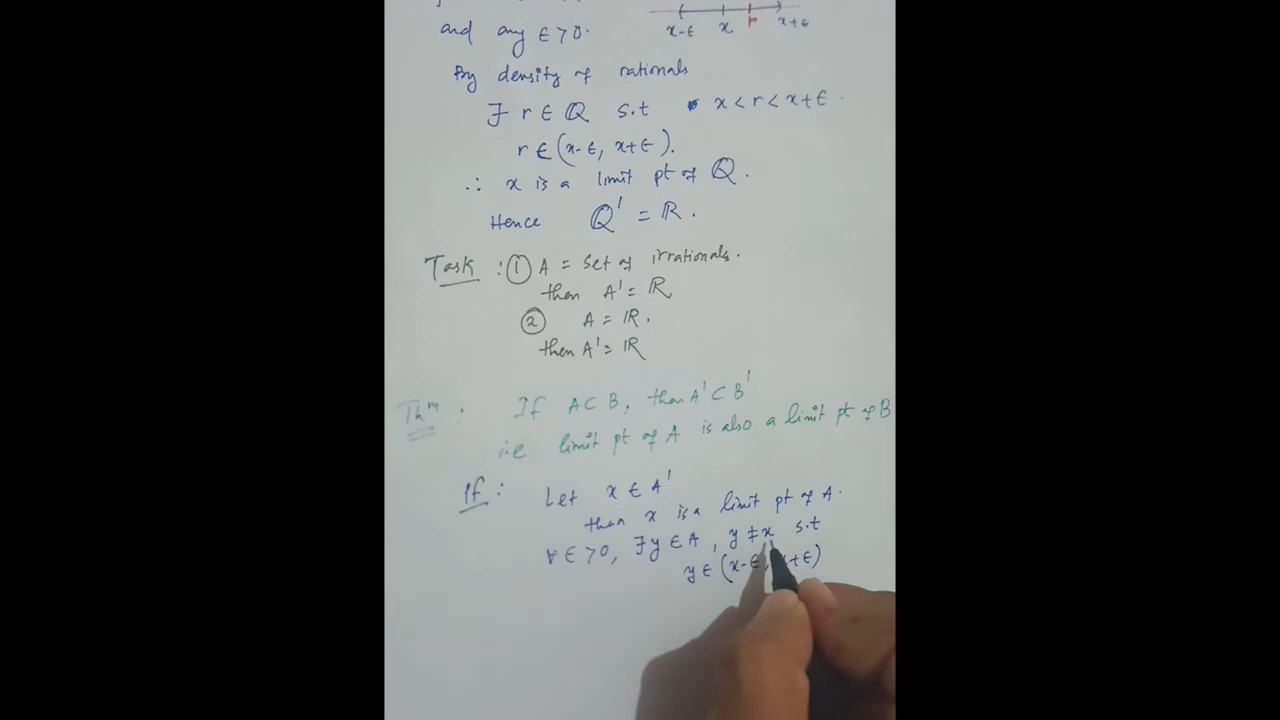 x-ϵ x r x+ϵ
and any ϵ > 0.
By density of rationals
∃ r ∈ ℚ s.t x < r < x+ϵ.
r ∈ (x-ϵ, x+ϵ).
∴ x is a limit pt of ℚ.
Hence ℚ' = ℝ.
Task : ① A = set of irrationals.
then A' = ℝ
② A = ℝ.
then A' = ℝ
Thm : If A ⊂ B, then A' ⊂ B'
i.e limit pt of A is also a limit pt of B
Pf : Let x ∈ A'
then x is a limit pt of A.
∀ ϵ > 0, ∃ y ∈ A, y ≠ x s.t
y ∈ (x-ϵ, x+ϵ)